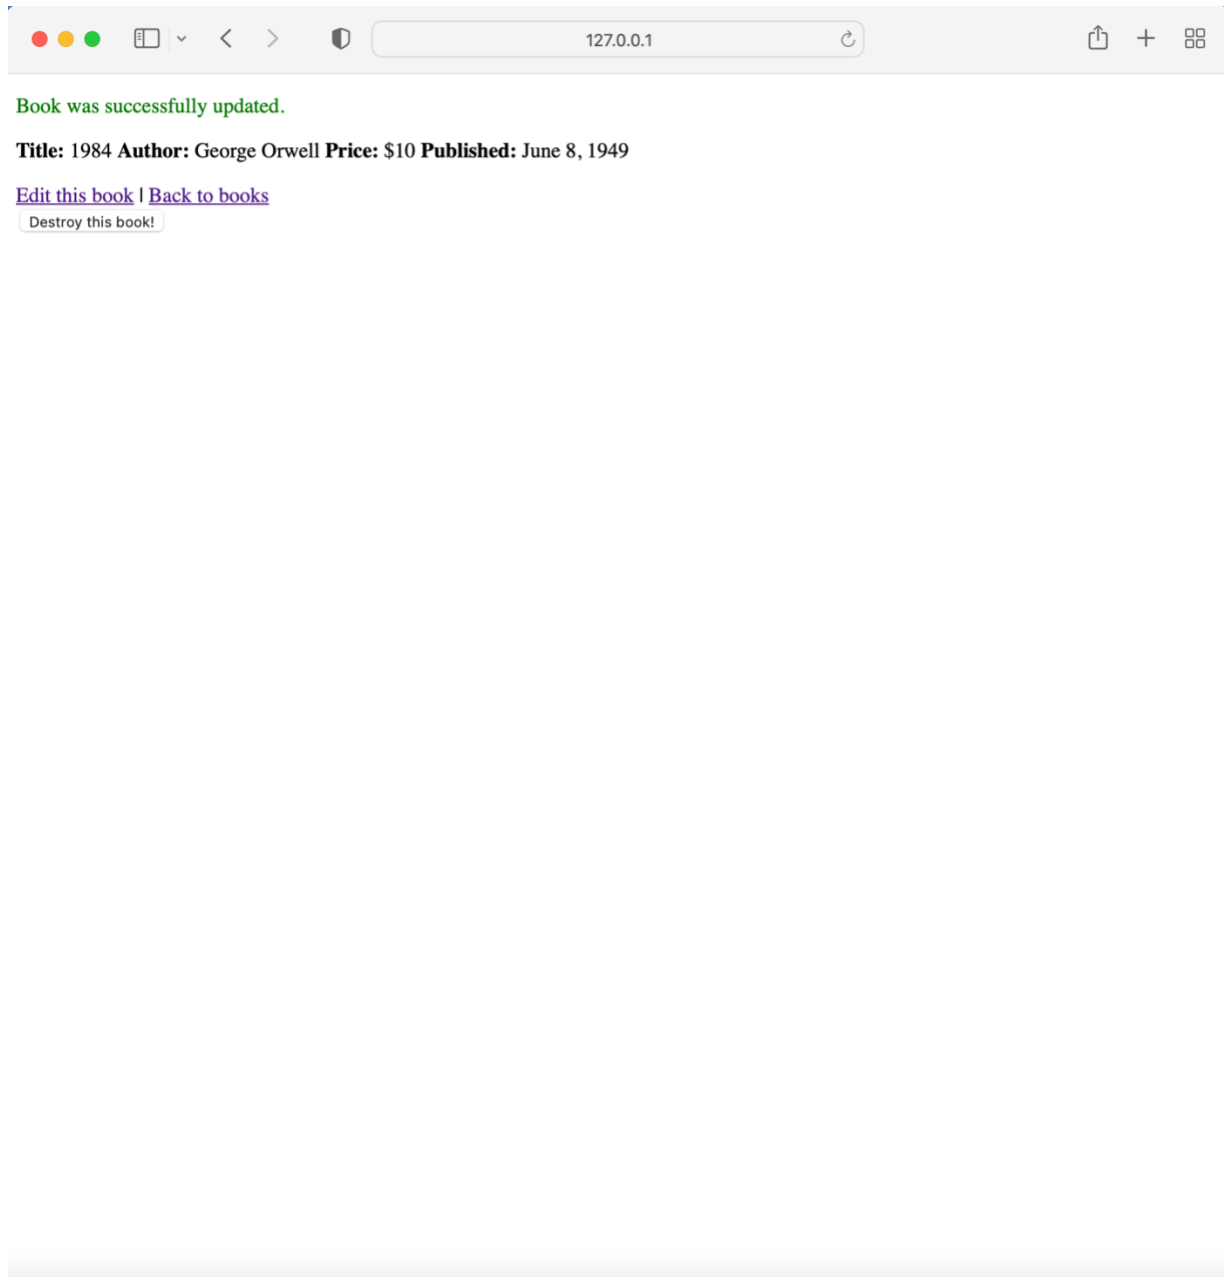 127.0.0.1
Book was successfully updated.
Title: 1984 Author: George Orwell Price: $10 Published: June 8, 1949
Edit this book | Back to books
Destroy this book!